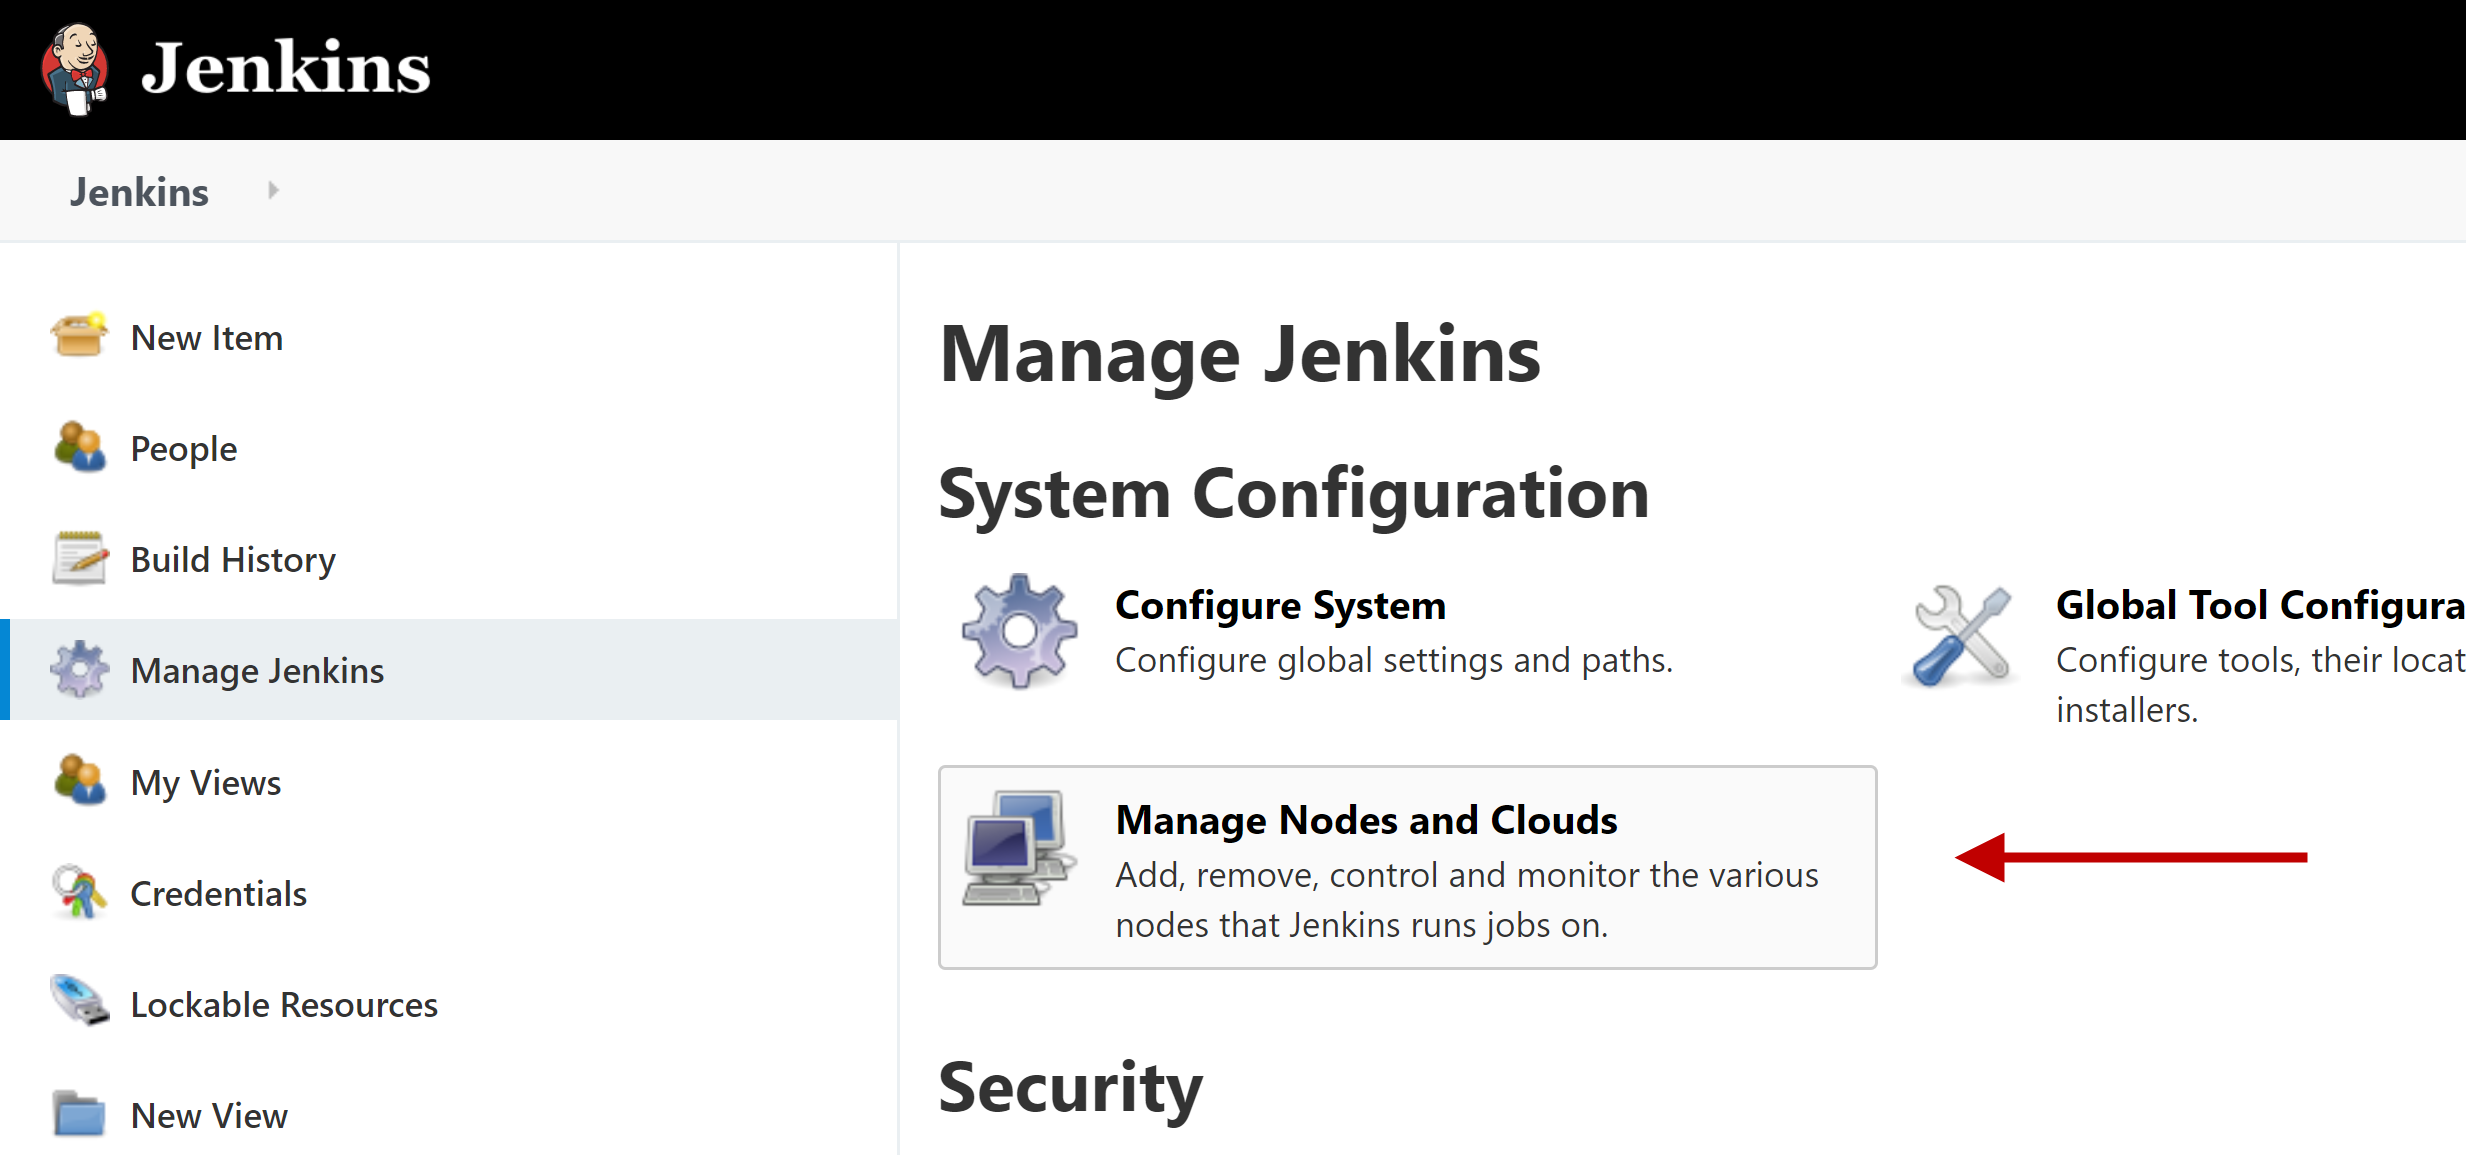 Jenkins
Jenkins
New Item
People
Build History
Manage Jenkins
My Views
Credentials
Lockable Resources
New View
Manage Jenkins
System Configuration
Configure System
Configure global settings and paths.
Global Tool Configura
Configure tools, their locat
installers.
Manage Nodes and Clouds
Add, remove, control and monitor the various
nodes that Jenkins runs jobs on.
Security